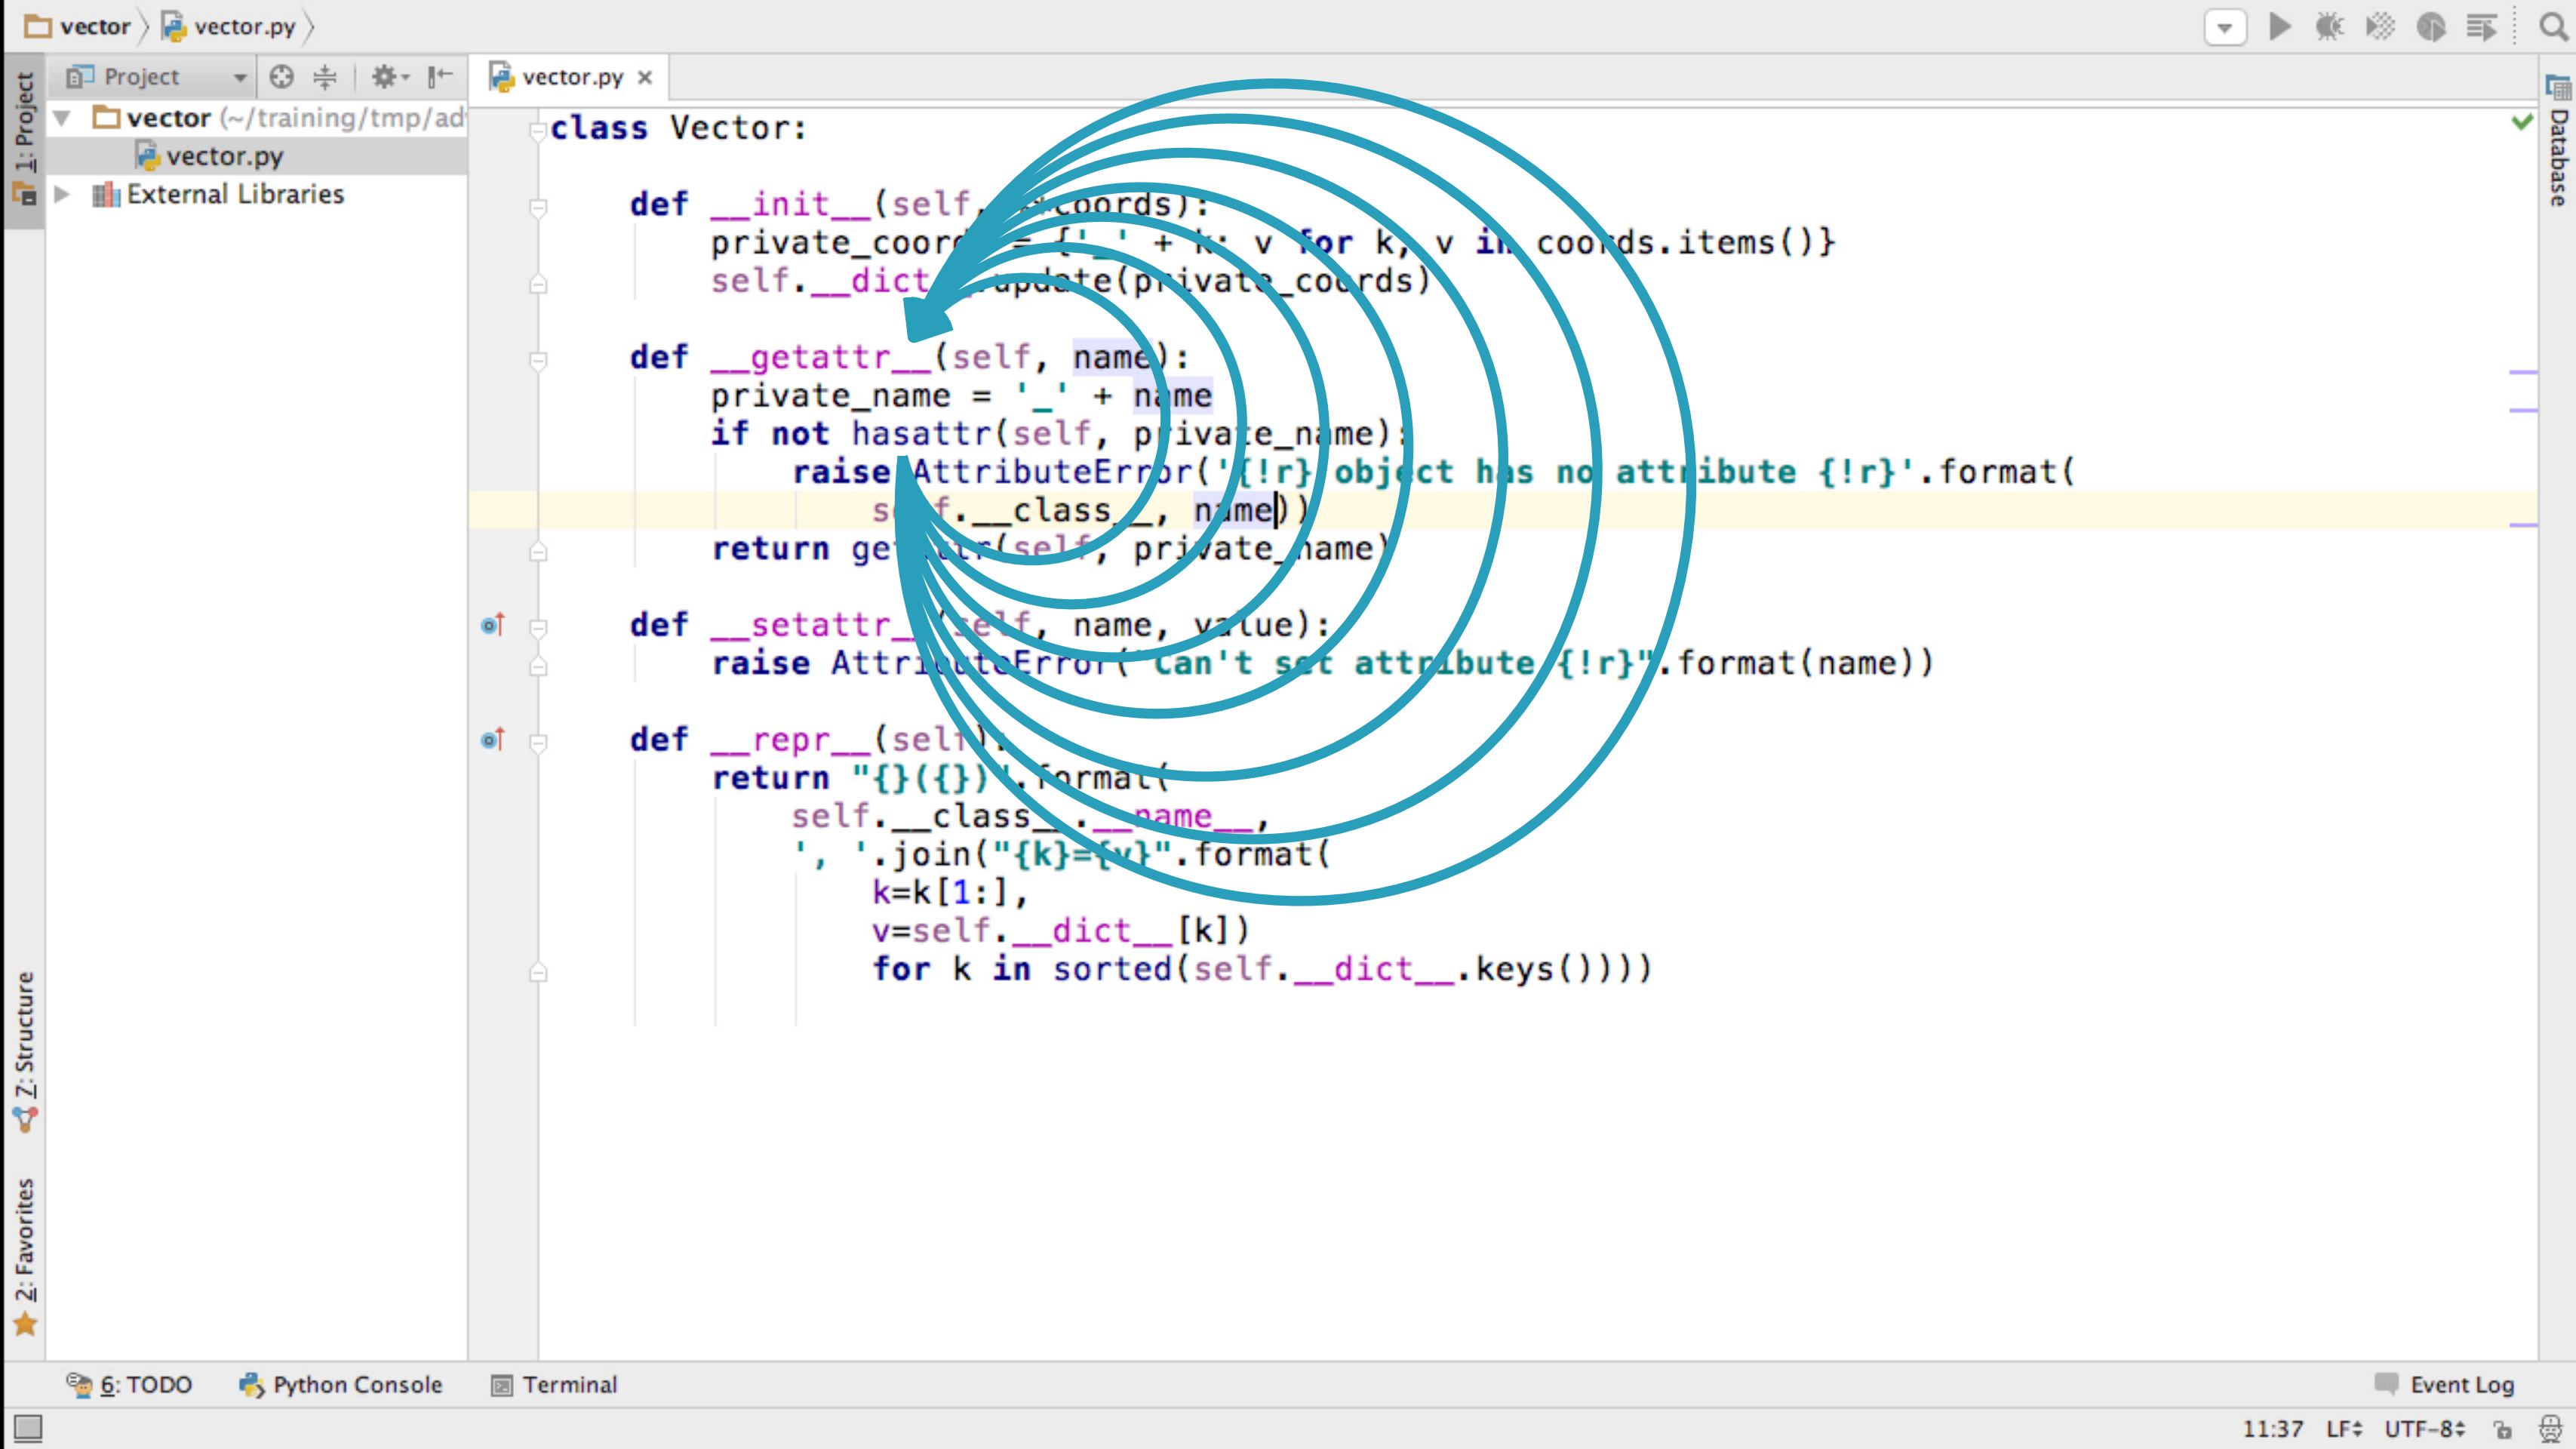 vector vector.py
Project
vector.py
1: Project
vector (~/training/tmp/ad
vector.py
External Libraries
Database
class Vector:
def __init__(self, **coords):
private_coords = {'_' + k: v for k, v in coords.items()}
self.__dict__.update(private_coords)
def __getattr__(self, name):
private_name = '_' + name
if not hasattr(self, private_name):
raise AttributeError('{!r} object has no attribute {!r}'.format(
self.__class__, name))
return getattr(self, private_name)
def __setattr__(self, name, value):
raise AttributeError("Can't set attribute {!r}".format(name))
def __repr__(self):
return "{}({})".format(
self.__class__.__name__,
', '.join("{k}={v}".format(
k=k[1:],
v=self.__dict__[k])
for k in sorted(self.__dict__.keys())))
7: Structure
2: Favorites
6: TODO Python Console Terminal Event Log
11:37 LF UTF-8